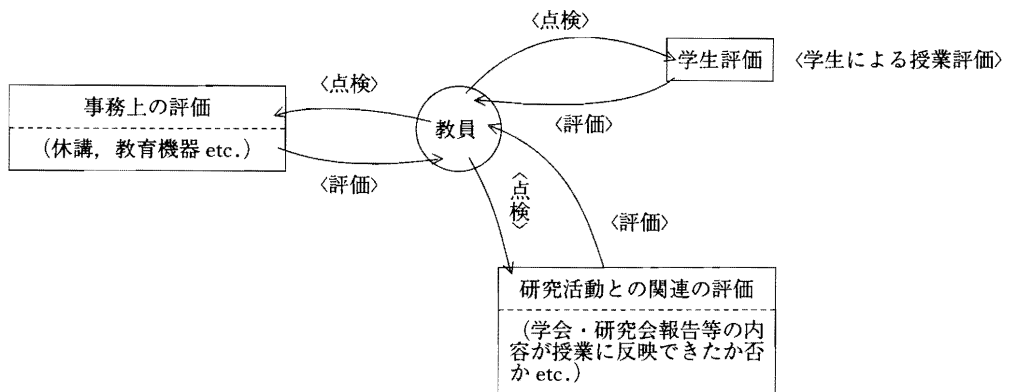 〈点検〉
学生評価 〈学生による授業評価〉
〈評価〉
〈点検〉
事務上の評価
(休講,教育機器 etc.)
〈評価〉
教員
〈点検〉
〈評価〉
研究活動との関連の評価
(学会・研究会報告等の内
容が授業に反映できたか否
か etc.)